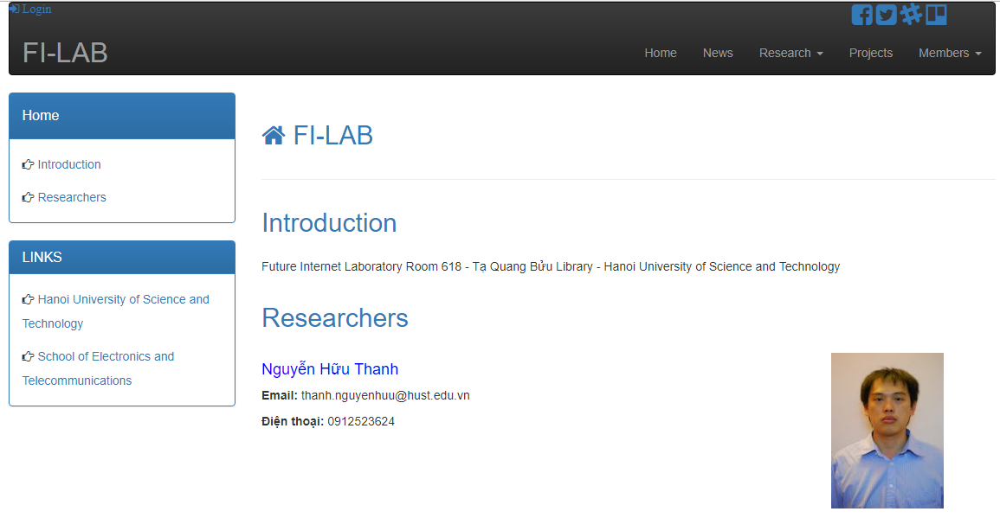 Login
FI-LAB
Home News Research Projects Members
Home
Introduction
Researchers
LINKS
Hanoi University of Science and
Technology
School of Electronics and
Telecommunications
FI-LAB
Introduction
Future Internet Laboratory Room 618 - Tạ Quang Bửu Library - Hanoi University of Science and Technology
Researchers
Nguyễn Hữu Thanh
Email: thanh.nguyenhuu@hust.edu.vn
Điện thoại: 0912523624